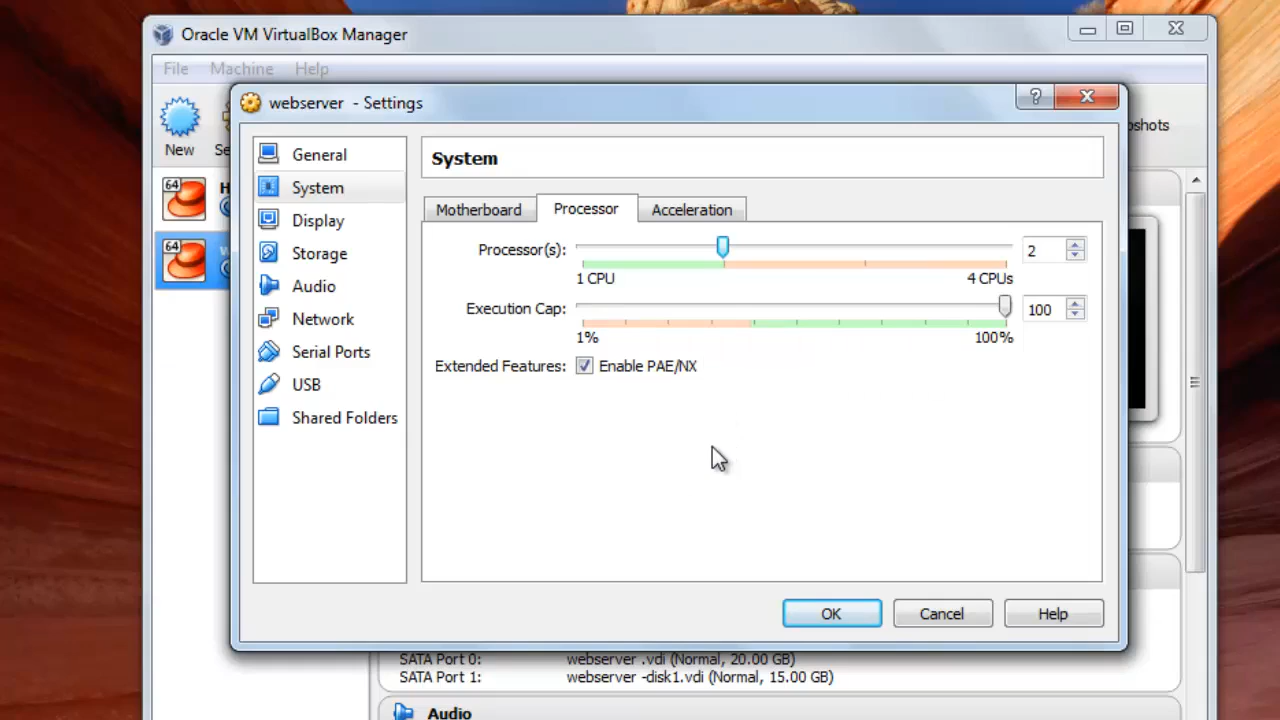 Oracle VM VirtualBox Manager
File Machine Help
webserver - Settings
New
64
64
General
System
Display
Storage
Audio
Network
Serial Ports
USB
Shared Folders
System
Motherboard Processor Acceleration
Processor(s): 2
1 CPU 4 CPUs
Execution Cap: 100
1% 100%
Extended Features: Enable PAE/NX
OK Cancel Help
SATA Port 0: webserver .vdi (Normal, 20.00 GB)
SATA Port 1: webserver -disk1.vdi (Normal, 15.00 GB)
Audio